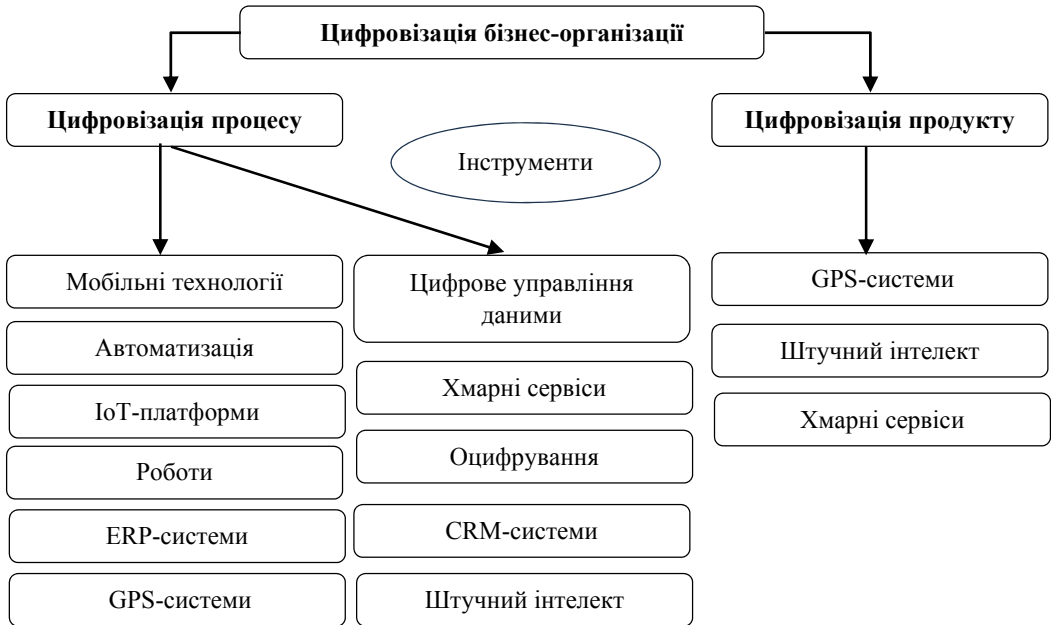 Цифровізація бізнес-організації
Цифровізація процесу
Цифровізація продукту
Інструменти
Мобільні технології
Автоматизація
ІоТ-платформи
Роботи
ERP-системи
GPS-системи
Цифрове управління
даними
Хмарні сервіси
Оцифрування
CRM-системи
Штучний інтелект
GPS-системи
Штучний інтелект
Хмарні сервіси